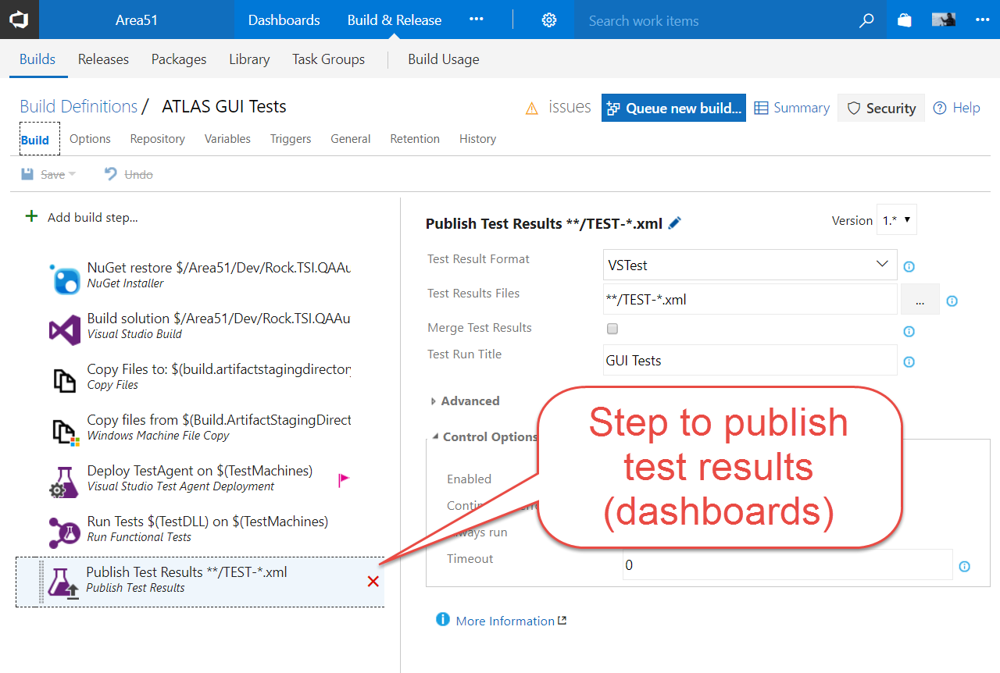 Area51 Dashboards Build & Release ··· Search work items ···
Builds Releases Packages Library Task Groups Build Usage
Build Definitions / ATLAS GUI Tests issues Queue new build... Summary Security Help
Build Options Repository Variables Triggers General Retention History
Save Undo
Add build step...
NuGet restore $/Area51/Dev/Rock.TSI.QAAu
NuGet Installer
Build solution $/Area51/Dev/Rock.TSI.QAAu
Visual Studio Build
Copy Files to: $(build.artifactstagingdirectory
Copy Files
Copy files from $(Build.ArtifactStagingDirect
Windows Machine File Copy
Deploy TestAgent on $(TestMachines)
Visual Studio Test Agent Deployment
Run Tests $(TestDLL) on $(TestMachines)
Run Functional Tests
Publish Test Results **/TEST-*.xml
Publish Test Results
Publish Test Results **/TEST-*.xml Version 1.*
Test Result Format VSTest
Test Results Files **/TEST-*.xml ...
Merge Test Results
Test Run Title GUI Tests
Advanced
Control Options
Enabled
run
Timeout 0
More Information
Step to publish
test results
(dashboards)